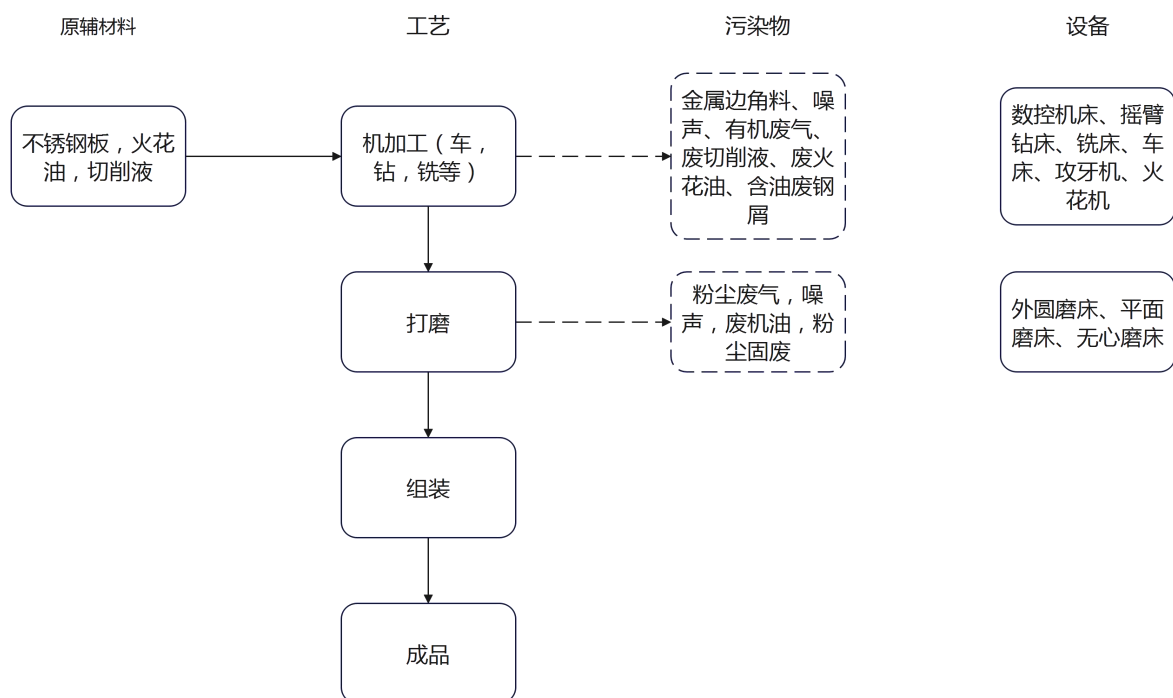 原辅材料
工艺
污染物
设备
不锈钢板，火花
油，切削液
机加工（车，
钻，铣等）
金属边角料、噪
声、有机废气、
废切削液、废火
花油、含油废钢
屑
数控机床、摇臂
钻床、铣床、车
床、攻牙机、火
花机
打磨
粉尘废气，噪
声，废机油，粉
尘固废
外圆磨床、平面
磨床、无心磨床
组装
成品